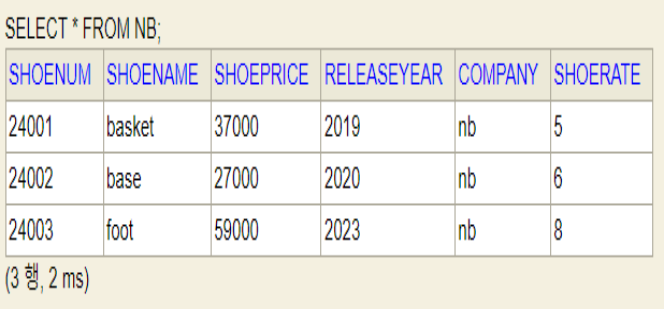 SELECT * FROM NB;
SHOENUM SHOENAME SHOEPRICE RELEASEYEAR COMPANY SHOERATE
24001 basket 37000 2019 nb 5
24002 base 27000 2020 nb 6
24003 foot 59000 2023 nb 8
(3 행, 2 ms)